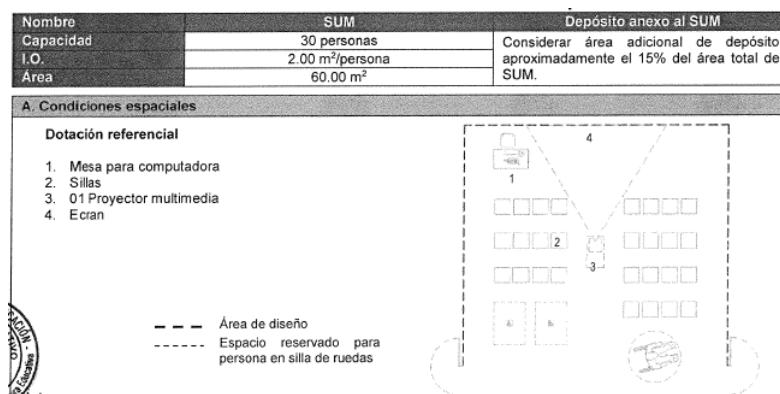 Nombre SUM Depósito anexo al SUM
Capacidad 30 personas Considerar área adicional de depósito
I.O. 2.00 m²/persona aproximadamente el 15% del área total de
Área 60.00 m² SUM.
A. Condiciones espaciales
Dotación referencial
1. Mesa para computadora
2. Sillas
3. 01 Proyector multimedia
4. Ecran
4
1
2
3
Área de diseño
Espacio reservado para
persona en silla de ruedas